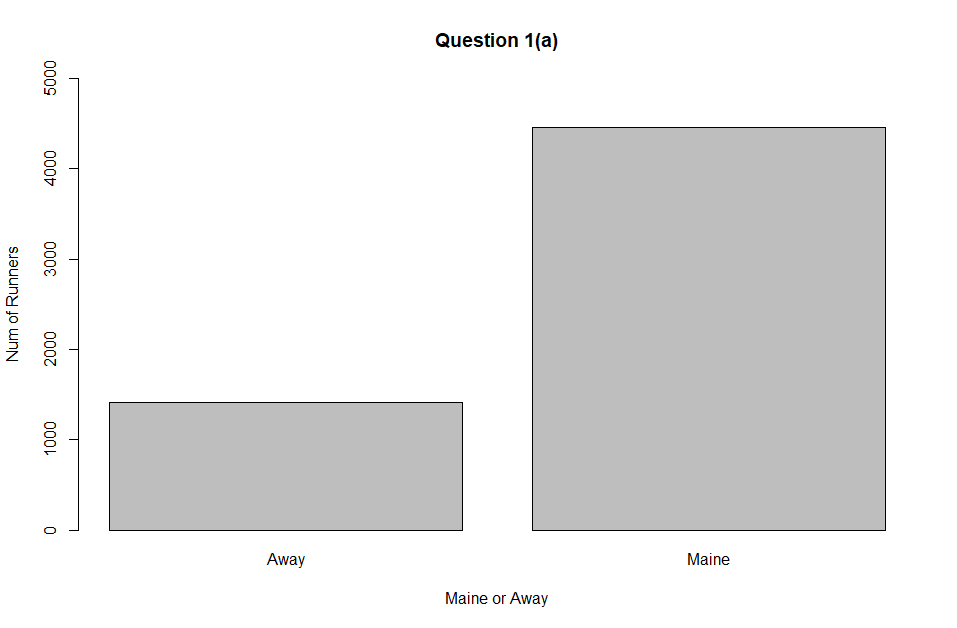 Question 1(a)
5000
4000
3000
2000
1000
0
Num of Runners
Away
Maine
Maine or Away